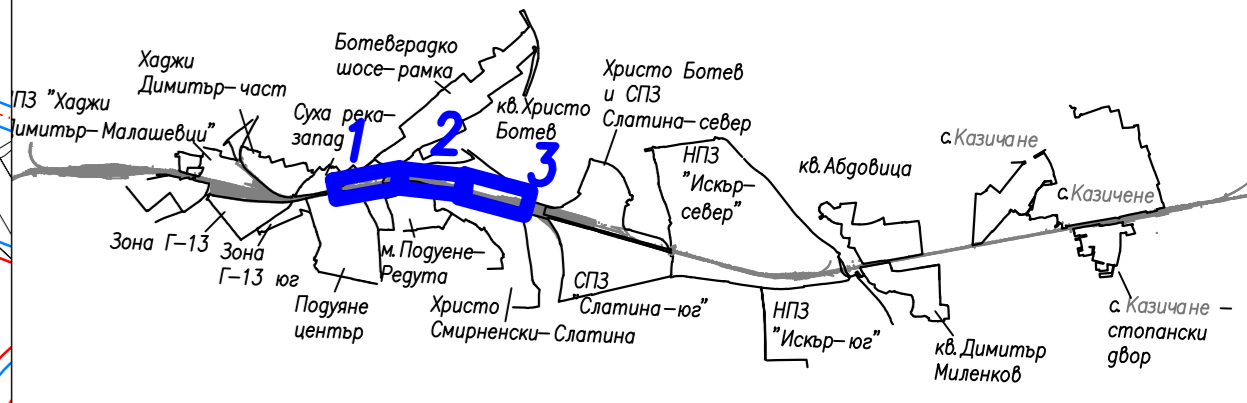 Ботевградко
шосе-рамка
Хаджи
Димитър-част
Христо Ботев
и СПЗ
Слатина-север
ПЗ "Хаджи
Димитър-Малашевци"
Суха река-
запад
кв.Христо
Ботев
1
2
3
НПЗ
"Искър-
север"
кв.Абдовица
с.Казичане
с.Казичене
Зона Г-13
Зона
Г-13 юг
м.Подуене-
Редута
Подуяне
център
Христо
Смирненски-Слатина
СПЗ
"Слатина-юг"
НПЗ
"Искър-юг"
кв.Димитър
Миленков
с.Казичане -
стопански
двор